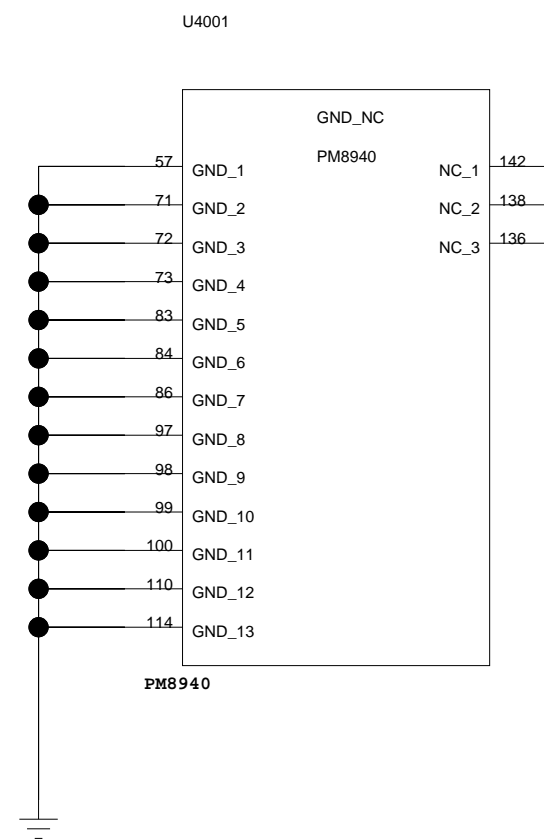 U4001
GND_NC
PM8940
57 GND_1 NC_1 142
71 GND_2 NC_2 138
72 GND_3 NC_3 136
73 GND_4
83 GND_5
84 GND_6
86 GND_7
97 GND_8
98 GND_9
99 GND_10
100 GND_11
110 GND_12
114 GND_13
PM8940